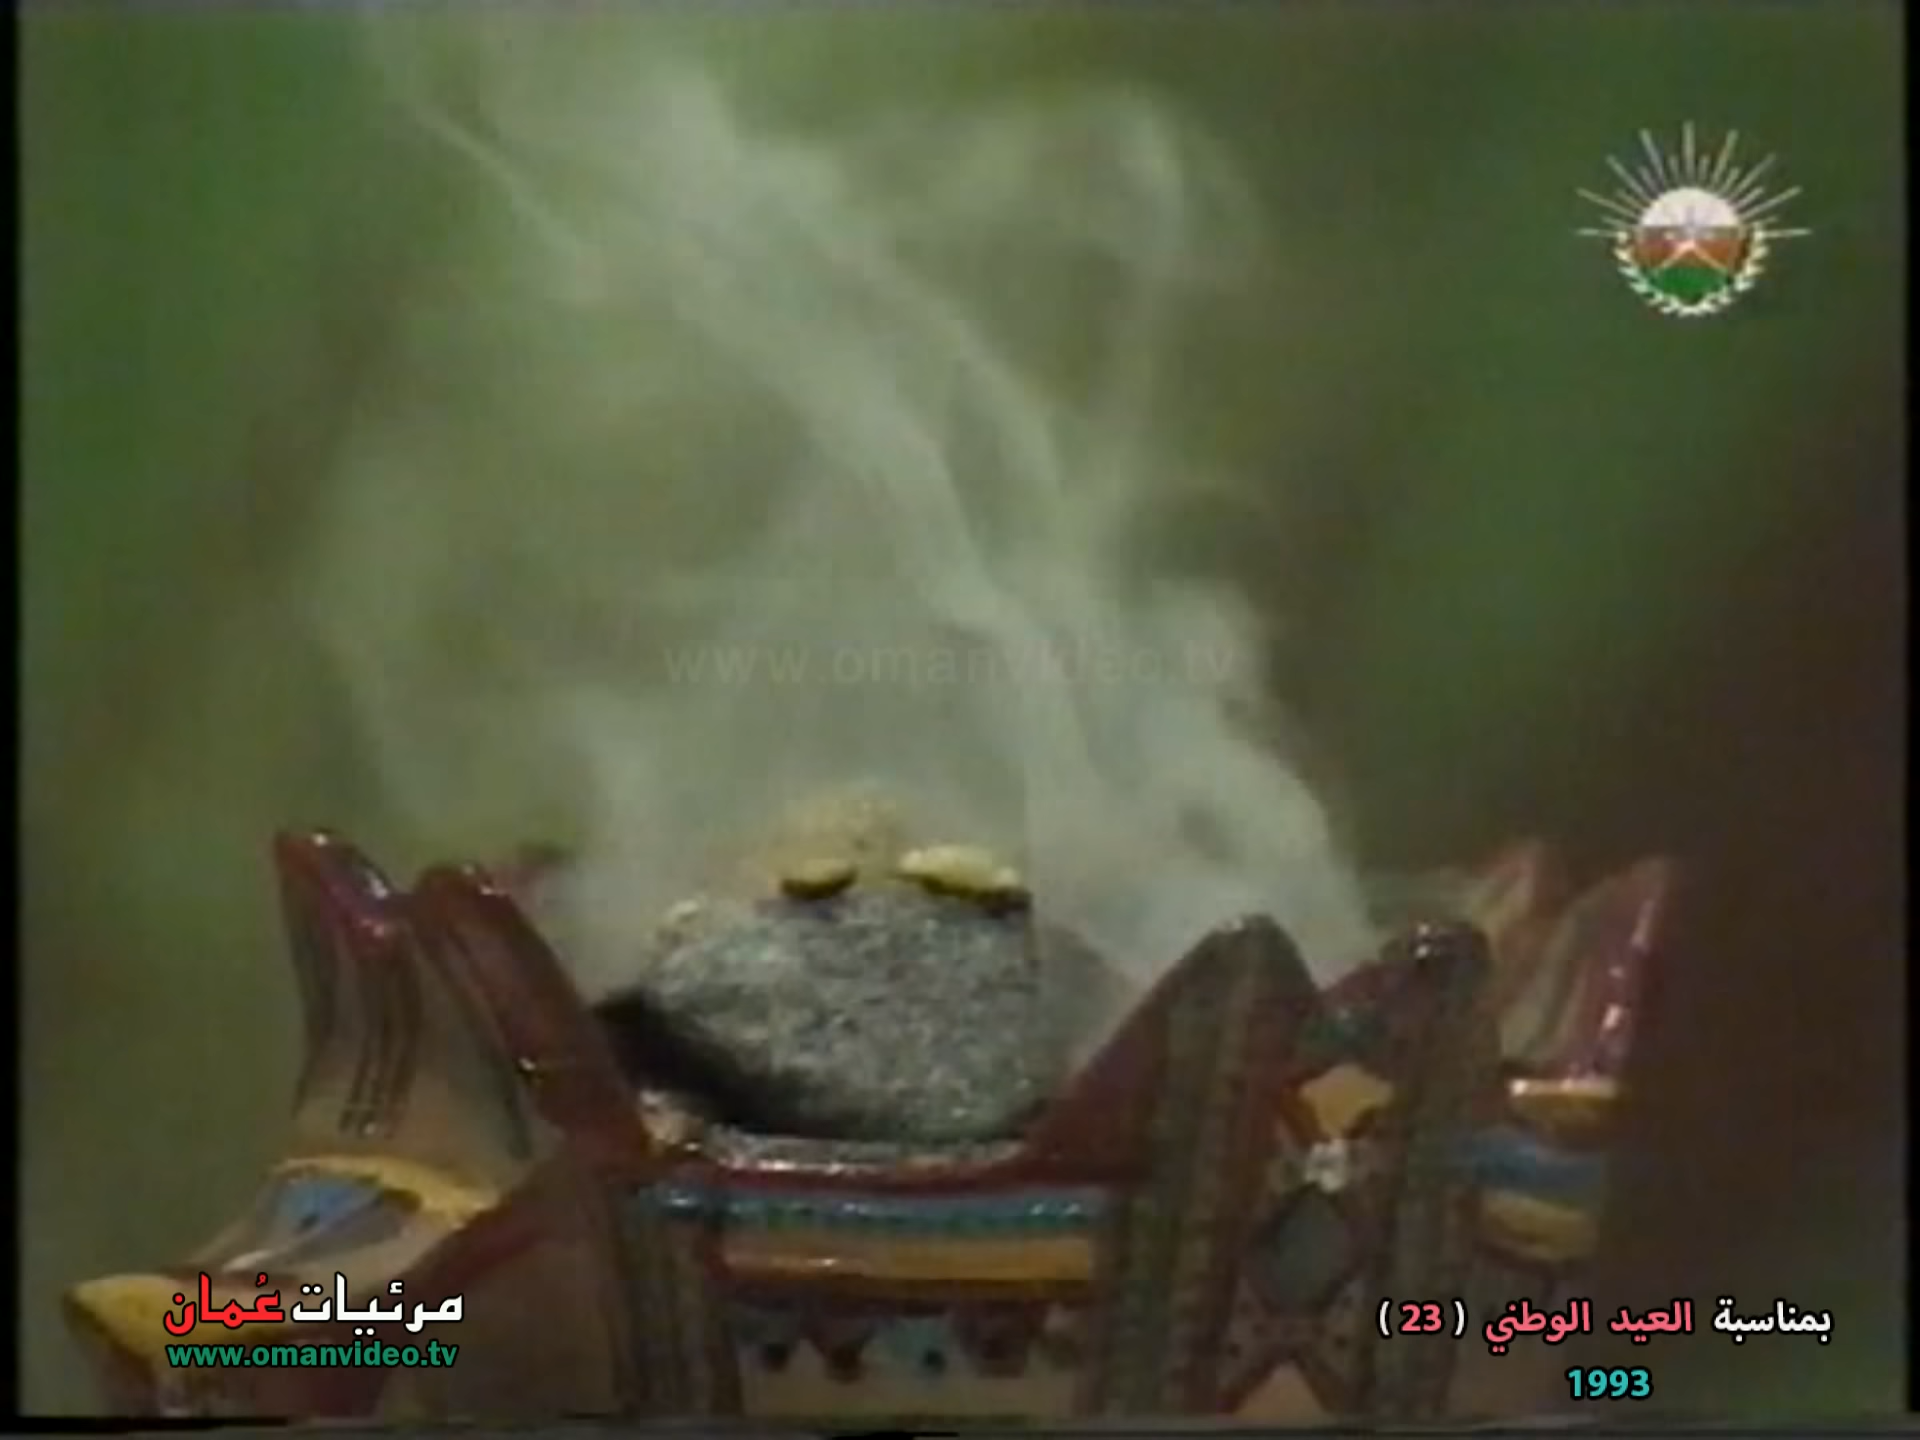 www.omanvideo.tv
مرئيات عُمان
www.omanvideo.tv
بمناسبة العيد الوطني ( 23 )
1993